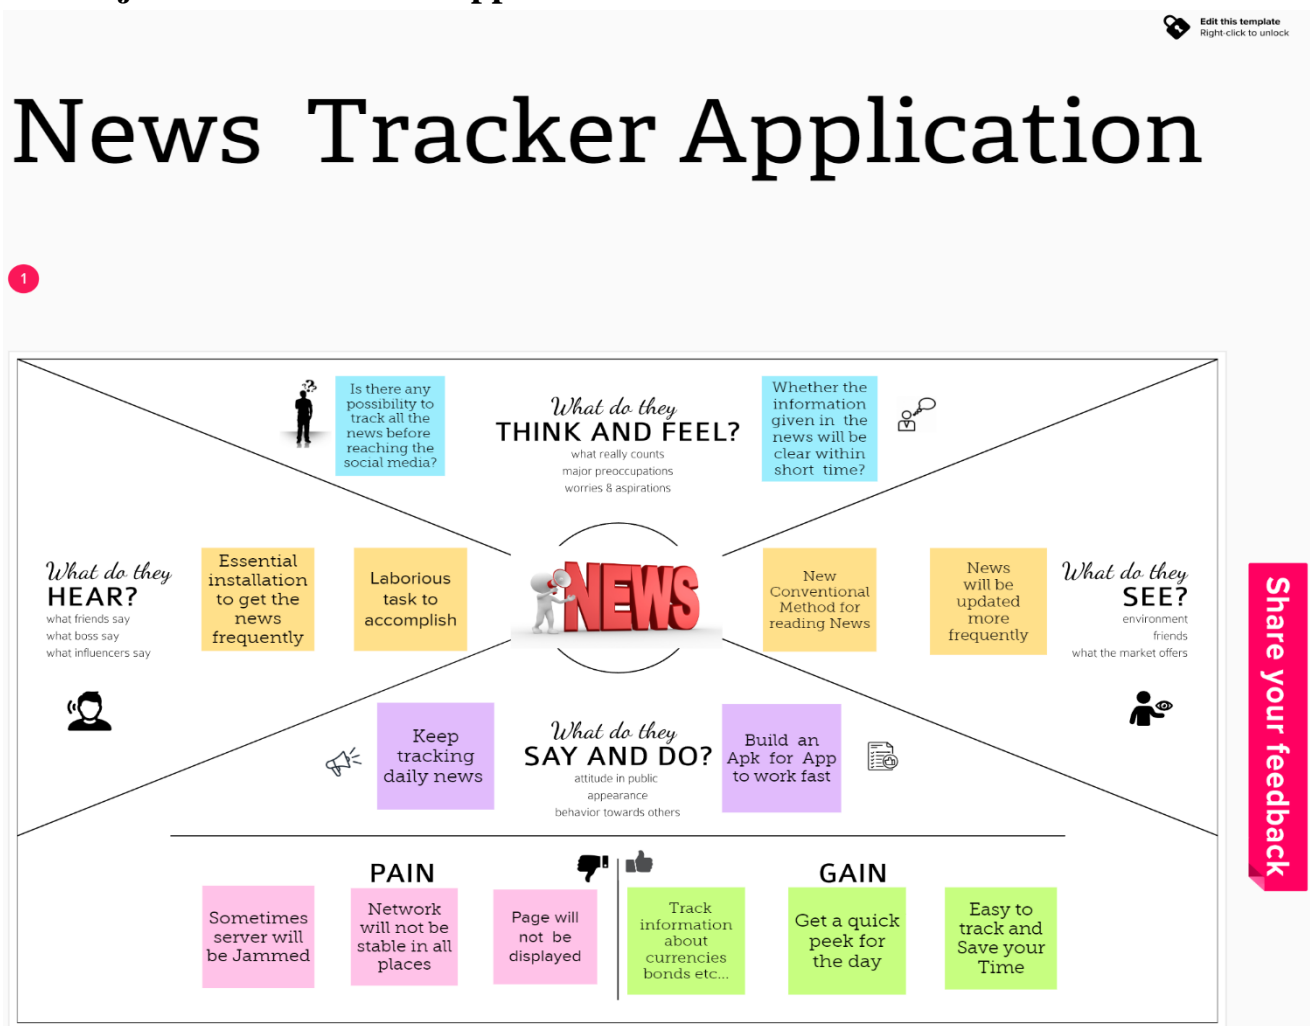 Edit this template
Right-click to unlock
News Tracker Application
1
Is there any
possibility to
track all the
news before
reaching the
social media?
What do they
THINK AND FEEL?
what really counts
major preoccupations
worries & aspirations
Whether the
information
given in the
news will be
clear within
short time?
What do they
HEAR?
what friends say
what boss say
what influencers say
Essential
installation
to get the
news
frequently
Laborious
task to
accomplish
NEWS
New
Conventional
Method for
reading News
News
will be
updated
more
frequently
What do they
SEE?
environment
friends
what the market offers
Keep
tracking
daily news
What do they
SAY AND DO?
attitude in public
appearance
behavior towards others
Build an
Apk for App
to work fast
Share your feedback
PAIN
Sometimes
server will
be Jammed
Network
will not be
stable in all
places
Page will
not be
displayed
GAIN
Track
information
about
currencies
bonds etc...
Get a quick
peek for
the day
Easy to
track and
Save your
Time